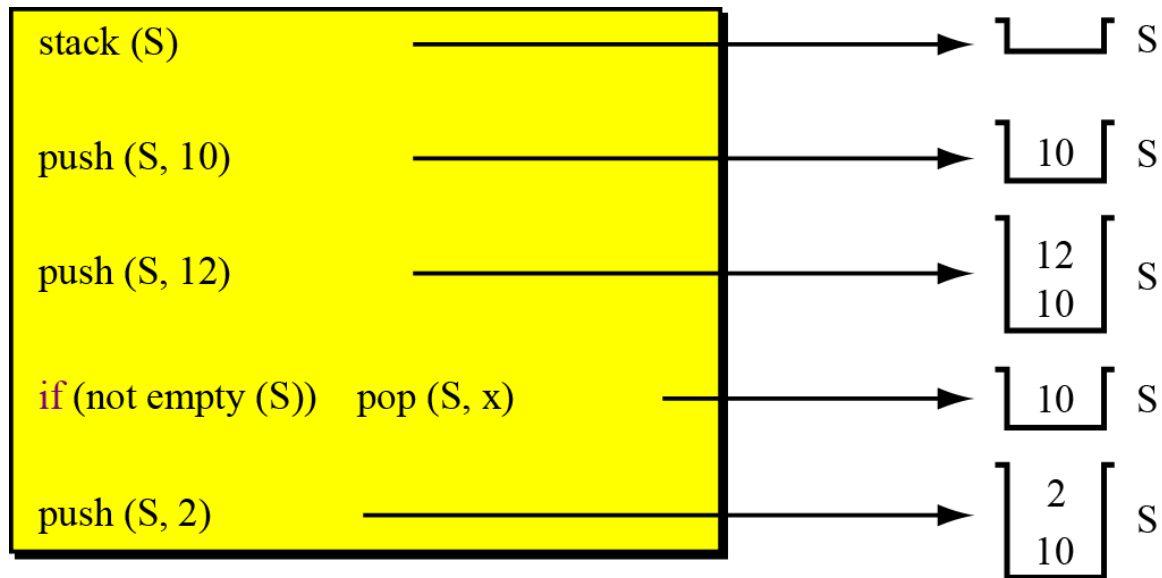 stack (S) S
push (S, 10) 10 S
push (S, 12) 12 10 S
if (not empty (S)) pop (S, x) 10 S
push (S, 2) 2 10 S